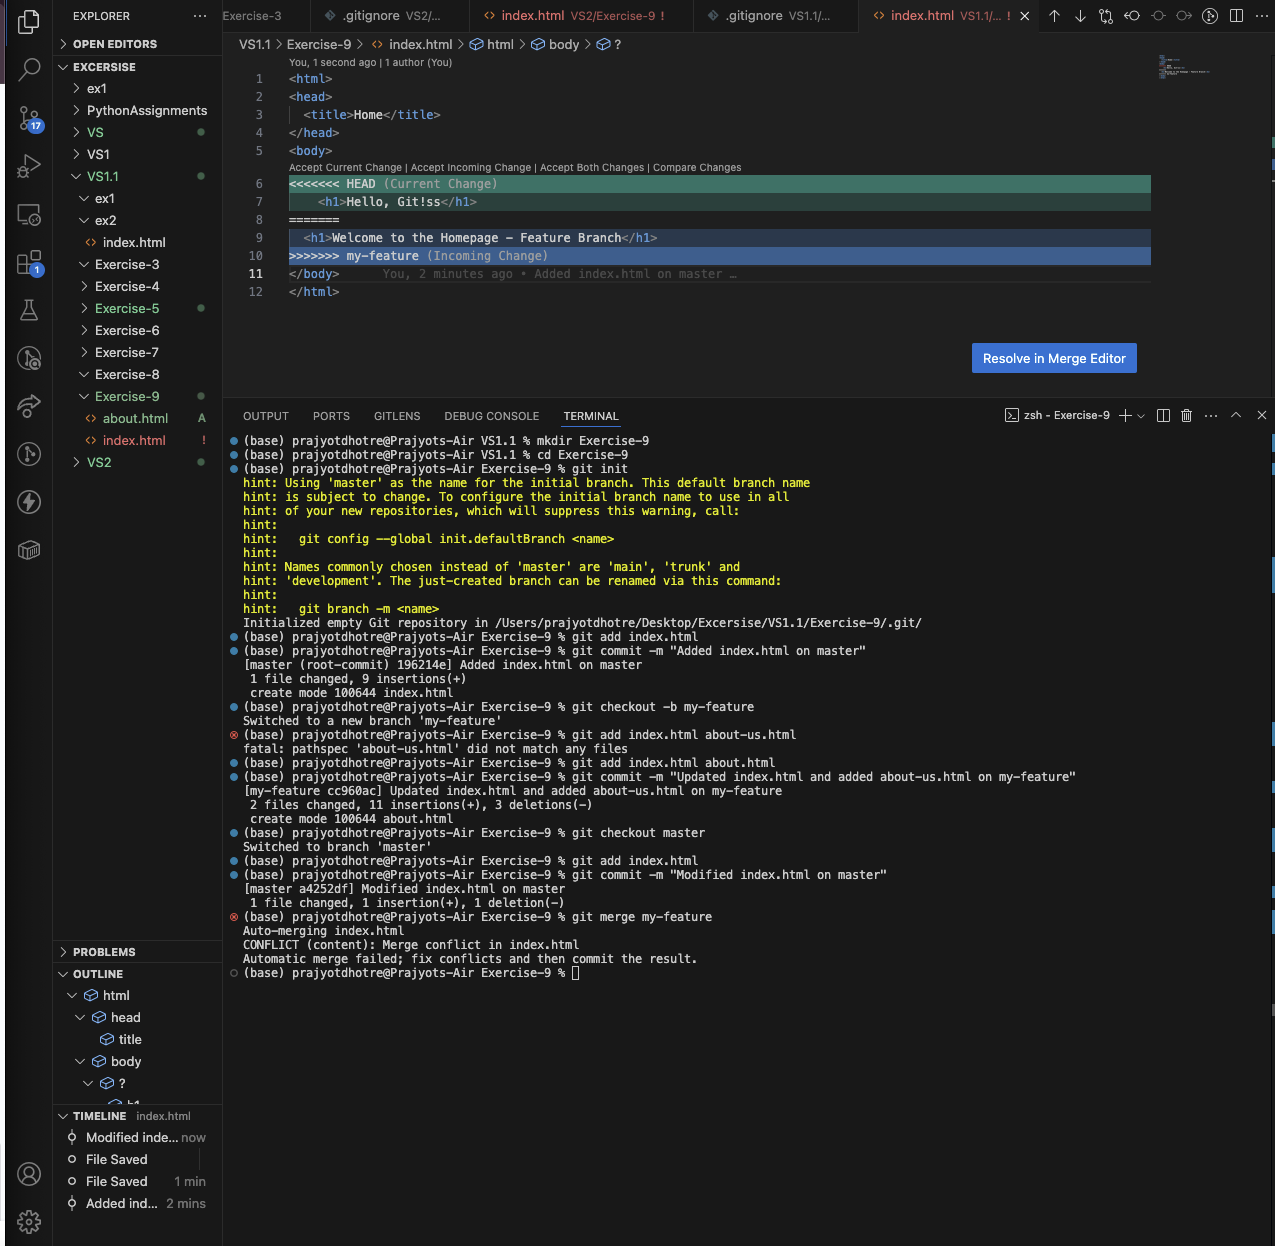 EXPLORER
Exercise-3
.gitignore VS2/...
index.html VS2/Exercise-9 !
.gitignore VS1.1/...
index.html VS1.1/... !
OPEN EDITORS
EXCERSISE
ex1
PythonAssignments
VS
VS1
VS1.1
ex1
ex2
index.html
Exercise-3
Exercise-4
Exercise-5
Exercise-6
Exercise-7
Exercise-8
Exercise-9
about.html A
index.html !
VS2
17
1
VS1.1 > Exercise-9 > index.html > html > body > ?
You, 1 second ago | 1 author (You)
1 <html>
2 <head>
3 <title>Home</title>
4 </head>
5 <body>
Accept Current Change | Accept Incoming Change | Accept Both Changes | Compare Changes
6 <<<<<<< HEAD (Current Change)
7 <h1>Hello, Git!ss</h1>
8 =======
9 <h1>Welcome to the Homepage - Feature Branch</h1>
10 >>>>>>> my-feature (Incoming Change)
11 </body> You, 2 minutes ago • Added index.html on master …
12 </html>
Resolve in Merge Editor
OUTPUT PORTS GITLENS DEBUG CONSOLE TERMINAL
zsh - Exercise-9
(base) prajyotdhotre@Prajyots-Air VS1.1 % mkdir Exercise-9
(base) prajyotdhotre@Prajyots-Air VS1.1 % cd Exercise-9
(base) prajyotdhotre@Prajyots-Air Exercise-9 % git init
hint: Using 'master' as the name for the initial branch. This default branch name
hint: is subject to change. To configure the initial branch name to use in all
hint: of your new repositories, which will suppress this warning, call:
hint:
hint: git config --global init.defaultBranch <name>
hint:
hint: Names commonly chosen instead of 'master' are 'main', 'trunk' and
hint: 'development'. The just-created branch can be renamed via this command:
hint:
hint: git branch -m <name>
Initialized empty Git repository in /Users/prajyotdhotre/Desktop/Excersise/VS1.1/Exercise-9/.git/
(base) prajyotdhotre@Prajyots-Air Exercise-9 % git add index.html
(base) prajyotdhotre@Prajyots-Air Exercise-9 % git commit -m "Added index.html on master"
[master (root-commit) 196214e] Added index.html on master
1 file changed, 9 insertions(+)
create mode 100644 index.html
(base) prajyotdhotre@Prajyots-Air Exercise-9 % git checkout -b my-feature
Switched to a new branch 'my-feature'
(base) prajyotdhotre@Prajyots-Air Exercise-9 % git add index.html about-us.html
fatal: pathspec 'about-us.html' did not match any files
(base) prajyotdhotre@Prajyots-Air Exercise-9 % git add index.html about.html
(base) prajyotdhotre@Prajyots-Air Exercise-9 % git commit -m "Updated index.html and added about-us.html on my-feature"
[my-feature cc960ac] Updated index.html and added about-us.html on my-feature
2 files changed, 11 insertions(+), 3 deletions(-)
create mode 100644 about.html
(base) prajyotdhotre@Prajyots-Air Exercise-9 % git checkout master
Switched to branch 'master'
(base) prajyotdhotre@Prajyots-Air Exercise-9 % git add index.html
(base) prajyotdhotre@Prajyots-Air Exercise-9 % git commit -m "Modified index.html on master"
[master a4252df] Modified index.html on master
1 file changed, 1 insertion(+), 1 deletion(-)
(base) prajyotdhotre@Prajyots-Air Exercise-9 % git merge my-feature
Auto-merging index.html
CONFLICT (content): Merge conflict in index.html
Automatic merge failed; fix conflicts and then commit the result.
(base) prajyotdhotre@Prajyots-Air Exercise-9 %
PROBLEMS
OUTLINE
html
head
title
body
?
h1
TIMELINE index.html
Modified inde... now
File Saved
File Saved 1 min
Added ind... 2 mins